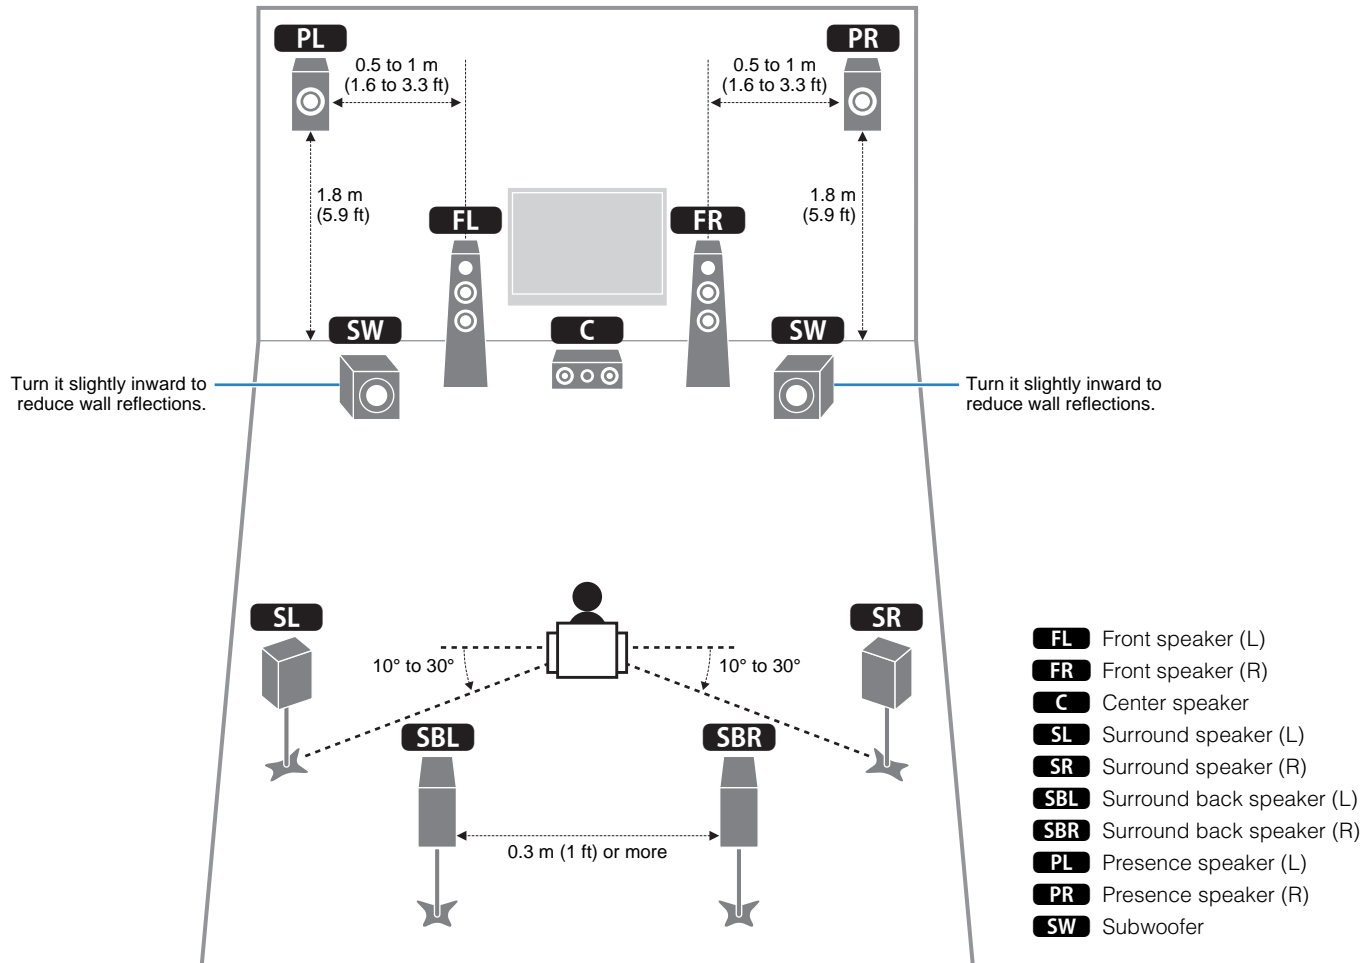 PL
PR
0.5 to 1 m
(1.6 to 3.3 ft)
0.5 to 1 m
(1.6 to 3.3 ft)
1.8 m
(5.9 ft)
1.8 m
(5.9 ft)
FL
FR
SW
C
SW
Turn it slightly inward to
reduce wall reflections.
Turn it slightly inward to
reduce wall reflections.
SL
SR
10° to 30°
10° to 30°
SBL
SBR
0.3 m (1 ft) or more
FL Front speaker (L)
FR Front speaker (R)
C Center speaker
SL Surround speaker (L)
SR Surround speaker (R)
SBL Surround back speaker (L)
SBR Surround back speaker (R)
PL Presence speaker (L)
PR Presence speaker (R)
SW Subwoofer